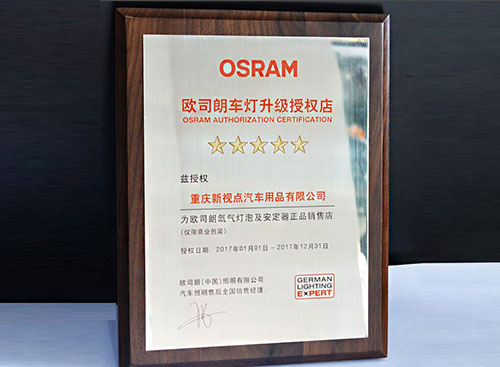 OSRAM
欧司朗车灯升级授权店
OSRAM AUTHORIZATION CERTIFICATION
兹授权
重庆新视点汽车用品有限公司
为欧司朗氙气灯泡及安定器正品销售店
(仅限商业包装)
授权日期:2017年01月01日-2017年12月31日
欧司朗(中国)照明有限公司
汽车照明售后全国销售经理
GERMAN
LIGHTING
EXPERT